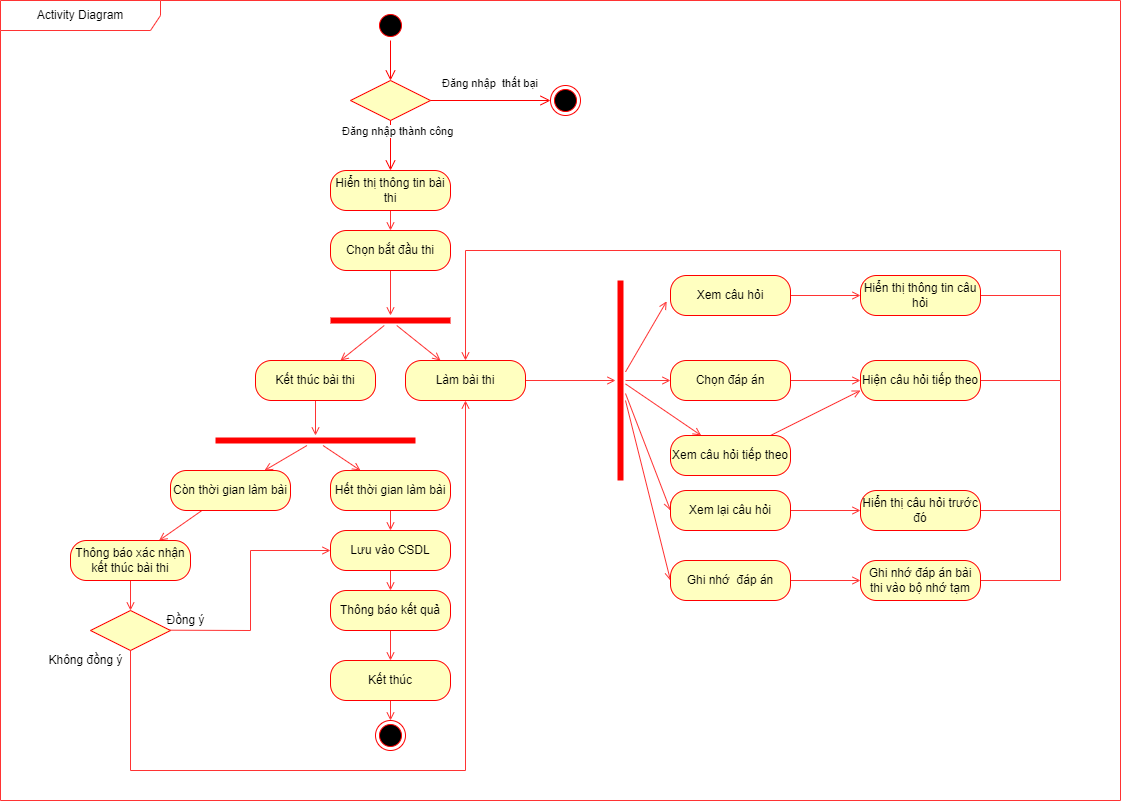 Activity Diagram
Đăng nhập thất bại
Đăng nhập thành công
Hiển thị thông tin bài
thi
Chọn bắt đầu thi
Kết thúc bài thi
Làm bài thi
Xem câu hỏi
Hiển thị thông tin câu
hỏi
Chọn đáp án
Hiện câu hỏi tiếp theo
Xem câu hỏi tiếp theo
Xem lại câu hỏi
Hiển thị câu hỏi trước
đó
Ghi nhớ đáp án
Ghi nhớ đáp án bài
thi vào bộ nhớ tạm
Còn thời gian làm bài
Hết thời gian làm bài
Thông báo xác nhận
kết thúc bài thi
Lưu vào CSDL
Đồng ý
Thông báo kết quả
Không đồng ý
Kết thúc